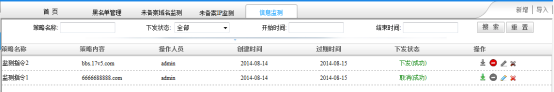 首 页 黑名单管理 未备案域名监测 未备案IP监测 信息监测 新增 | 导入
策略名称: 下发状态: 全部 开始时间: 结束时间: 搜 索 重 置
策略名称 策略内容 操作人员 创建时间 过期时间 下发状态 操作
监测指令2 bbs.17v5.com admin 2014-08-14 2014-08-15 下发(成功)
监测指令1 6666688888.com admin 2014-08-14 2014-08-15 取消(成功)